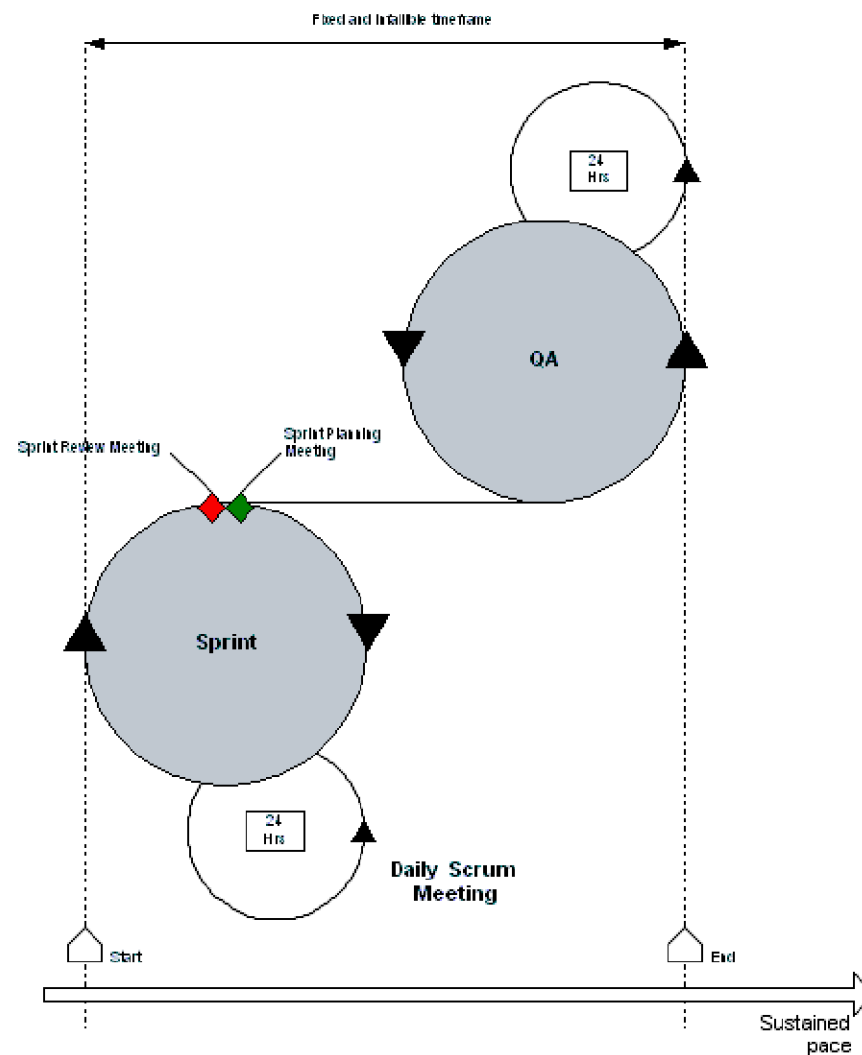 Fixed and Infallible timeframe
24
Hrs
QA
Sprint Planning
Meeting
Sprint Review Meeting
Sprint
24
Hrs
Daily Scrum
Meeting
Start
End
Sustained
pace